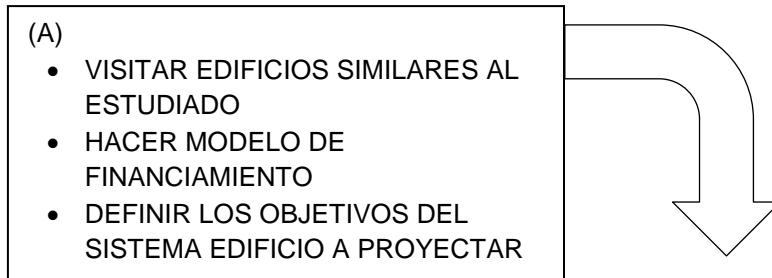 (A)
• VISITAR EDIFICIOS SIMILARES AL
ESTUDIADO
• HACER MODELO DE
FINANCIAMIENTO
• DEFINIR LOS OBJETIVOS DEL
SISTEMA EDIFICIO A PROYECTAR